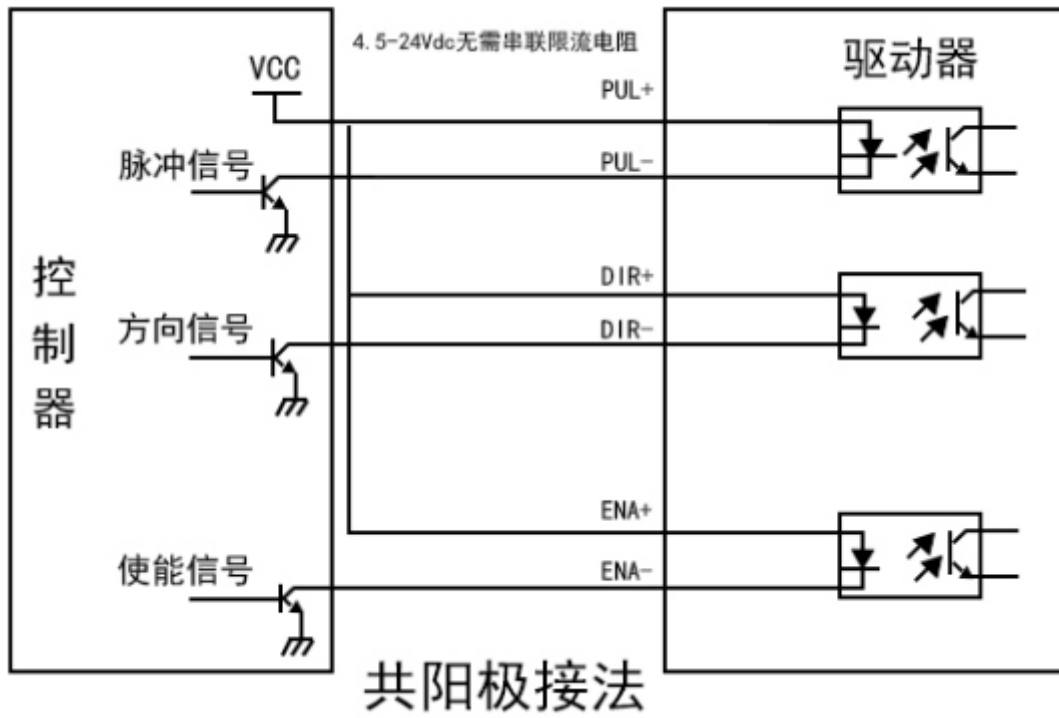 4.5-24Vdc无需串联限流电阻
驱动器
VCC
PUL+
脉冲信号
PUL-
控制器
DIR+
方向信号
DIR-
ENA+
使能信号
ENA-
共阳极接法